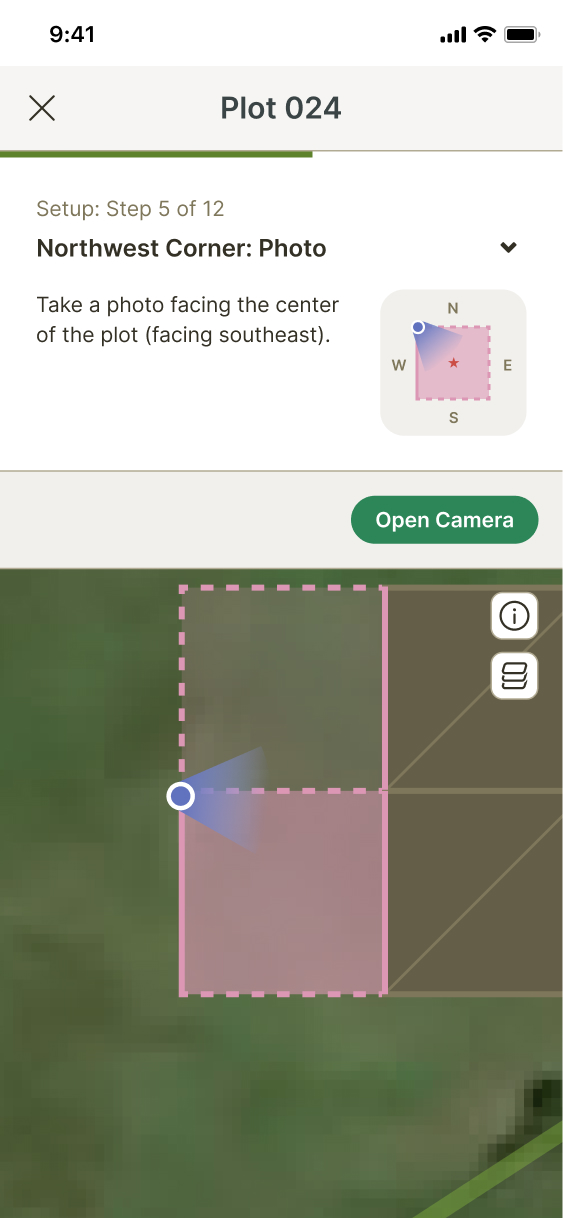 9:41
Plot 024
Setup: Step 5 of 12
Northwest Corner: Photo
Take a photo facing the center
of the plot (facing southeast).
N
W
E
S
Open Camera